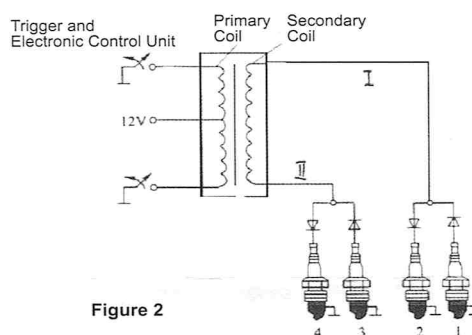 Trigger and
Electronic Control Unit
Primary
Coil
Secondary
Coil
12V
I
II
Figure 2
4 3 2 1